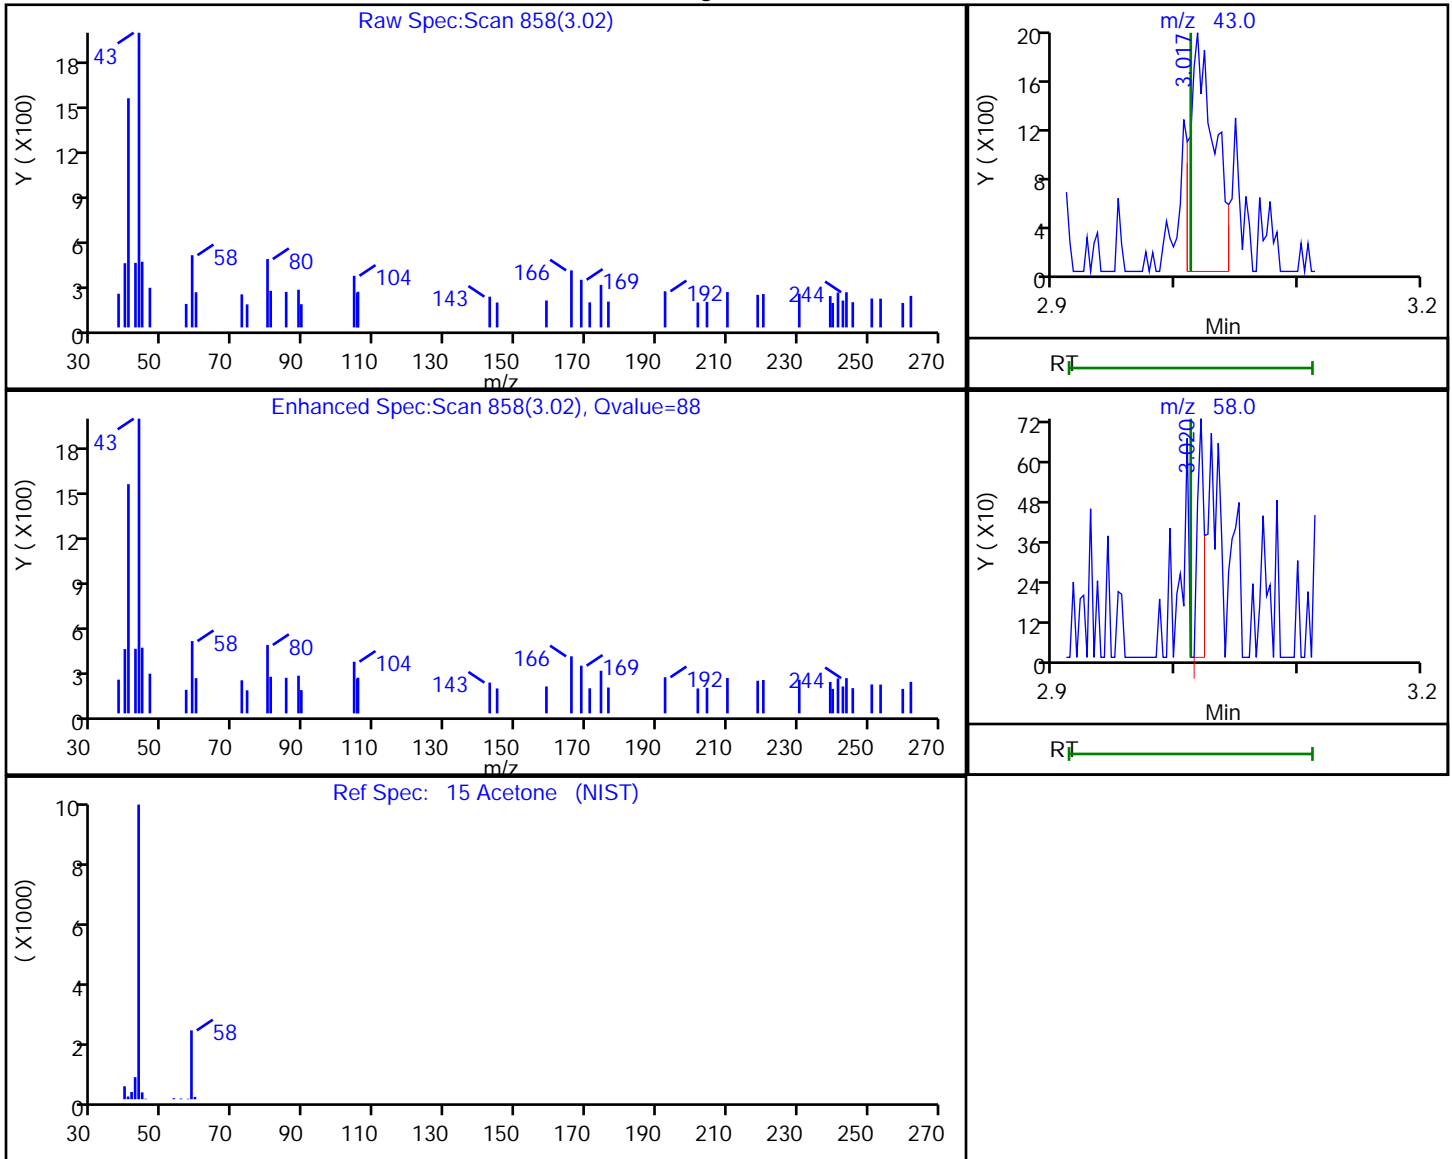 Raw Spec:Scan 858(3.02)
Y ( X100)
18
15
12
9
6
3
0
43
58
80
104
143
166
169
192
244
30 50 70 90 110 130 150 170 190 210 230 250 270
m/z
m/z 43.0
Y ( X100)
20
16
12
8
4
0
3.017
2.9 3.2
Min
RT
Enhanced Spec:Scan 858(3.02), Qvalue=88
Y ( X100)
18
15
12
9
6
3
0
43
58
80
104
143
166
169
192
244
30 50 70 90 110 130 150 170 190 210 230 250 270
m/z
m/z 58.0
Y ( X10)
72
60
48
36
24
12
0
3.020
2.9 3.2
Min
RT
Ref Spec: 15 Acetone (NIST)
( X1000)
10
8
6
4
2
0
58
30 50 70 90 110 130 150 170 190 210 230 250 270